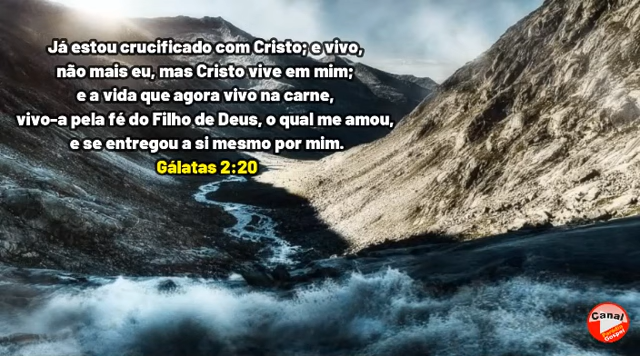 Já estou crucificado com Cristo; e vivo,
não mais eu, mas Cristo vive em mim;
e a vida que agora vivo na carne,
vivo-a pela fé do Filho de Deus, o qual me amou,
e se entregou a si mesmo por mim.
Gálatas 2:20
Canal
Gospel